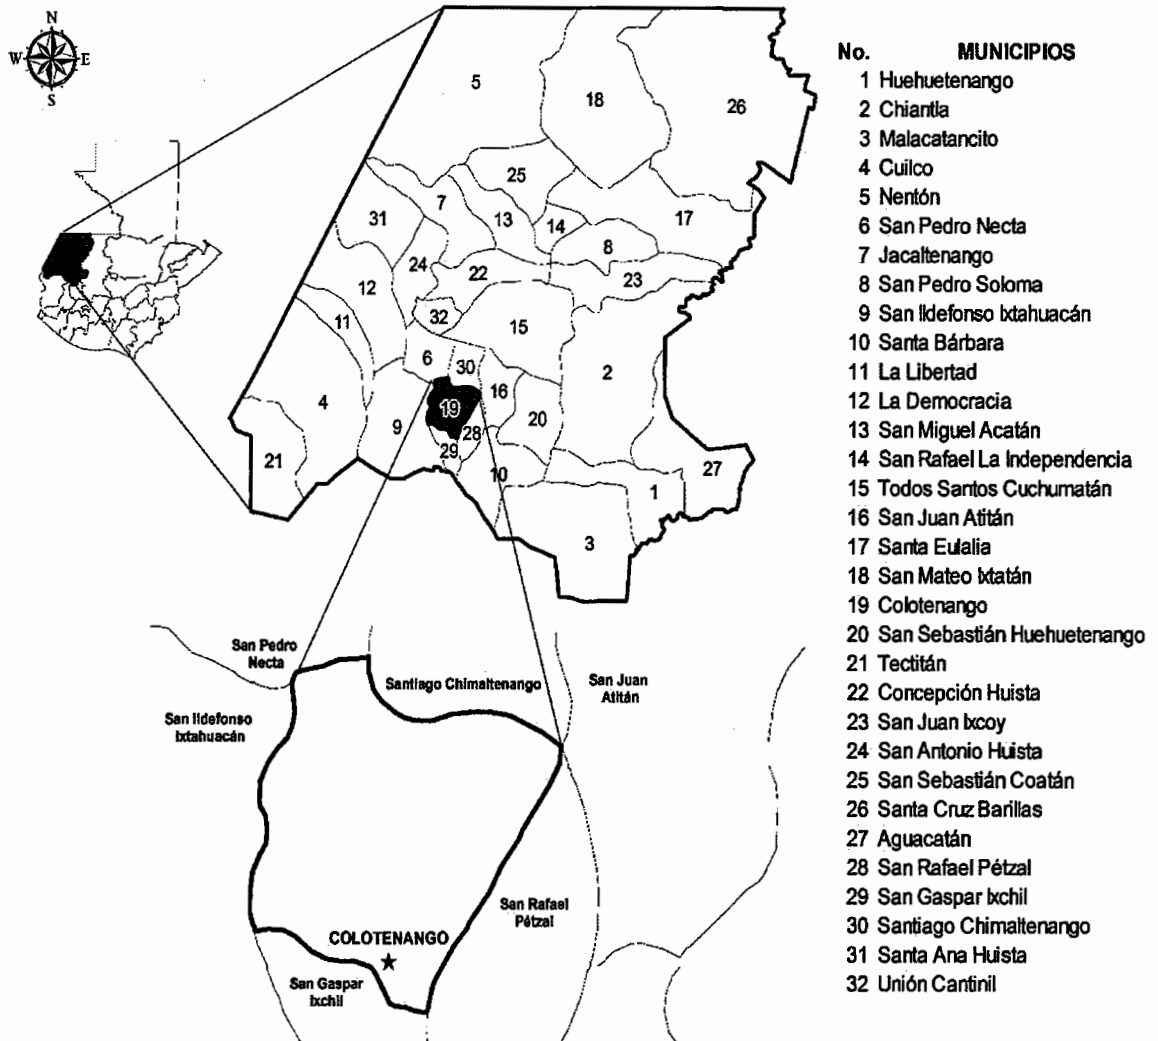 N
W E
S
5
18
26
25
7
13
31
14
17
8
24
22
23
12
32
11
15
6
30
2
16
4
19
20
9
28
29
21
10
27
1
3
No. MUNICIPIOS
1 Huehuetenango
2 Chiantla
3 Malacatancito
4 Cuilco
5 Nentón
6 San Pedro Necta
7 Jacaltenango
8 San Pedro Soloma
9 San Ildefonso Ixtahuacán
10 Santa Bárbara
11 La Libertad
12 La Democracia
13 San Miguel Acatán
14 San Rafael La Independencia
15 Todos Santos Cuchumatán
16 San Juan Atitán
17 Santa Eulalia
18 San Mateo Ixtatán
19 Colotenango
20 San Sebastián Huehuetenango
21 Tectitán
22 Concepción Huista
23 San Juan Ixcoy
24 San Antonio Huista
25 San Sebastián Coatán
26 Santa Cruz Barillas
27 Aguacatán
28 San Rafael Pétzal
29 San Gaspar Ixchil
30 Santiago Chimaltenango
31 Santa Ana Huista
32 Unión Cantinil
San Pedro
Necta
Santiago Chimaltenango
San Juan
Atitán
San Ildefonso
Ixtahuacán
San Rafael
Pétzal
COLOTENANGO
San Gaspar
Ixchil